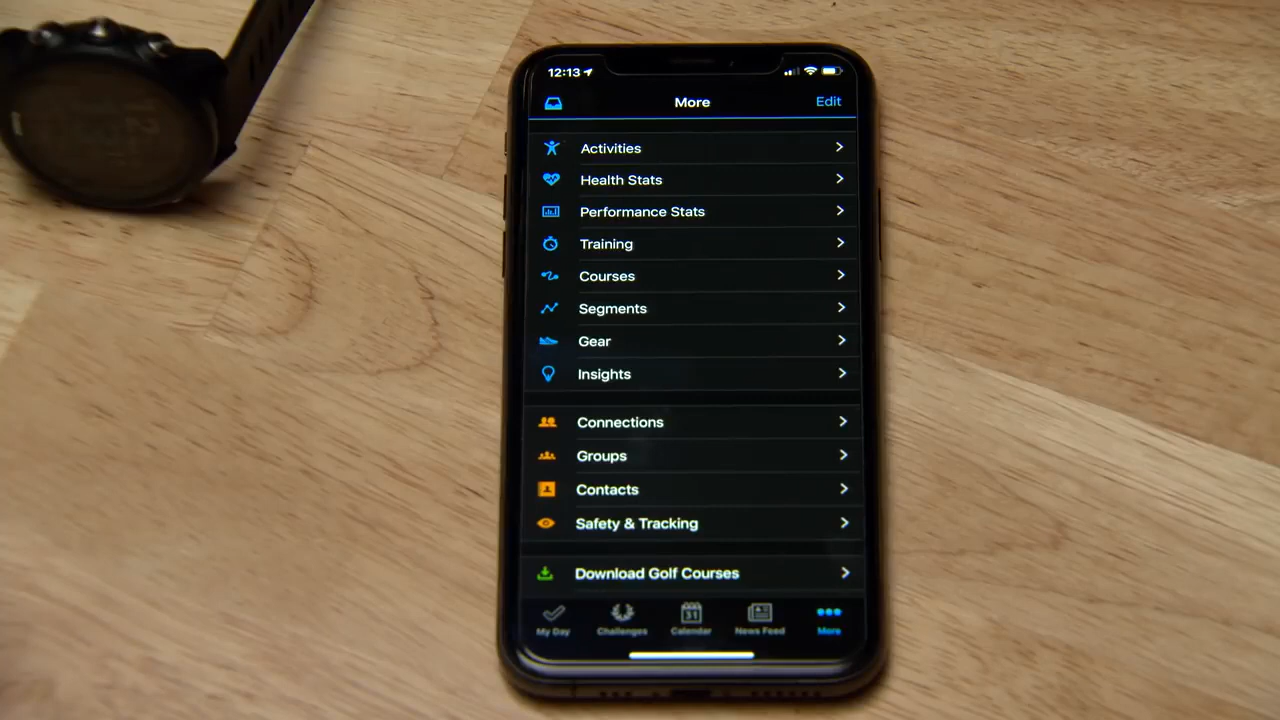 12:13
More
Edit
Activities
Health Stats
Performance Stats
Training
Courses
Segments
Gear
Insights
Connections
Groups
Contacts
Safety & Tracking
Download Golf Courses
31
My Day
Challenges
Calendar
News Feed
More